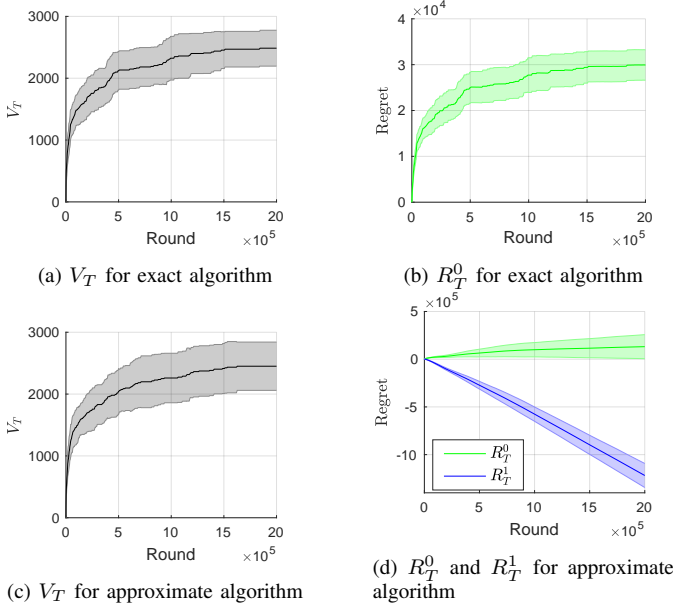 3000
2000
1000
0
V_T
0 5 10 15 20
Round ×10^5
(a) V_T for exact algorithm
×10^4
4
3
2
1
0
Regret
0 5 10 15 20
Round ×10^5
(b) R_T^0 for exact algorithm
3000
2000
1000
0
V_T
0 5 10 15 20
Round ×10^5
(c) V_T for approximate algorithm
×10^5
5
0
-5
-10
Regret
R_T^0
R_T^1
0 5 10 15 20
Round ×10^5
(d) R_T^0 and R_T^1 for approximate
algorithm